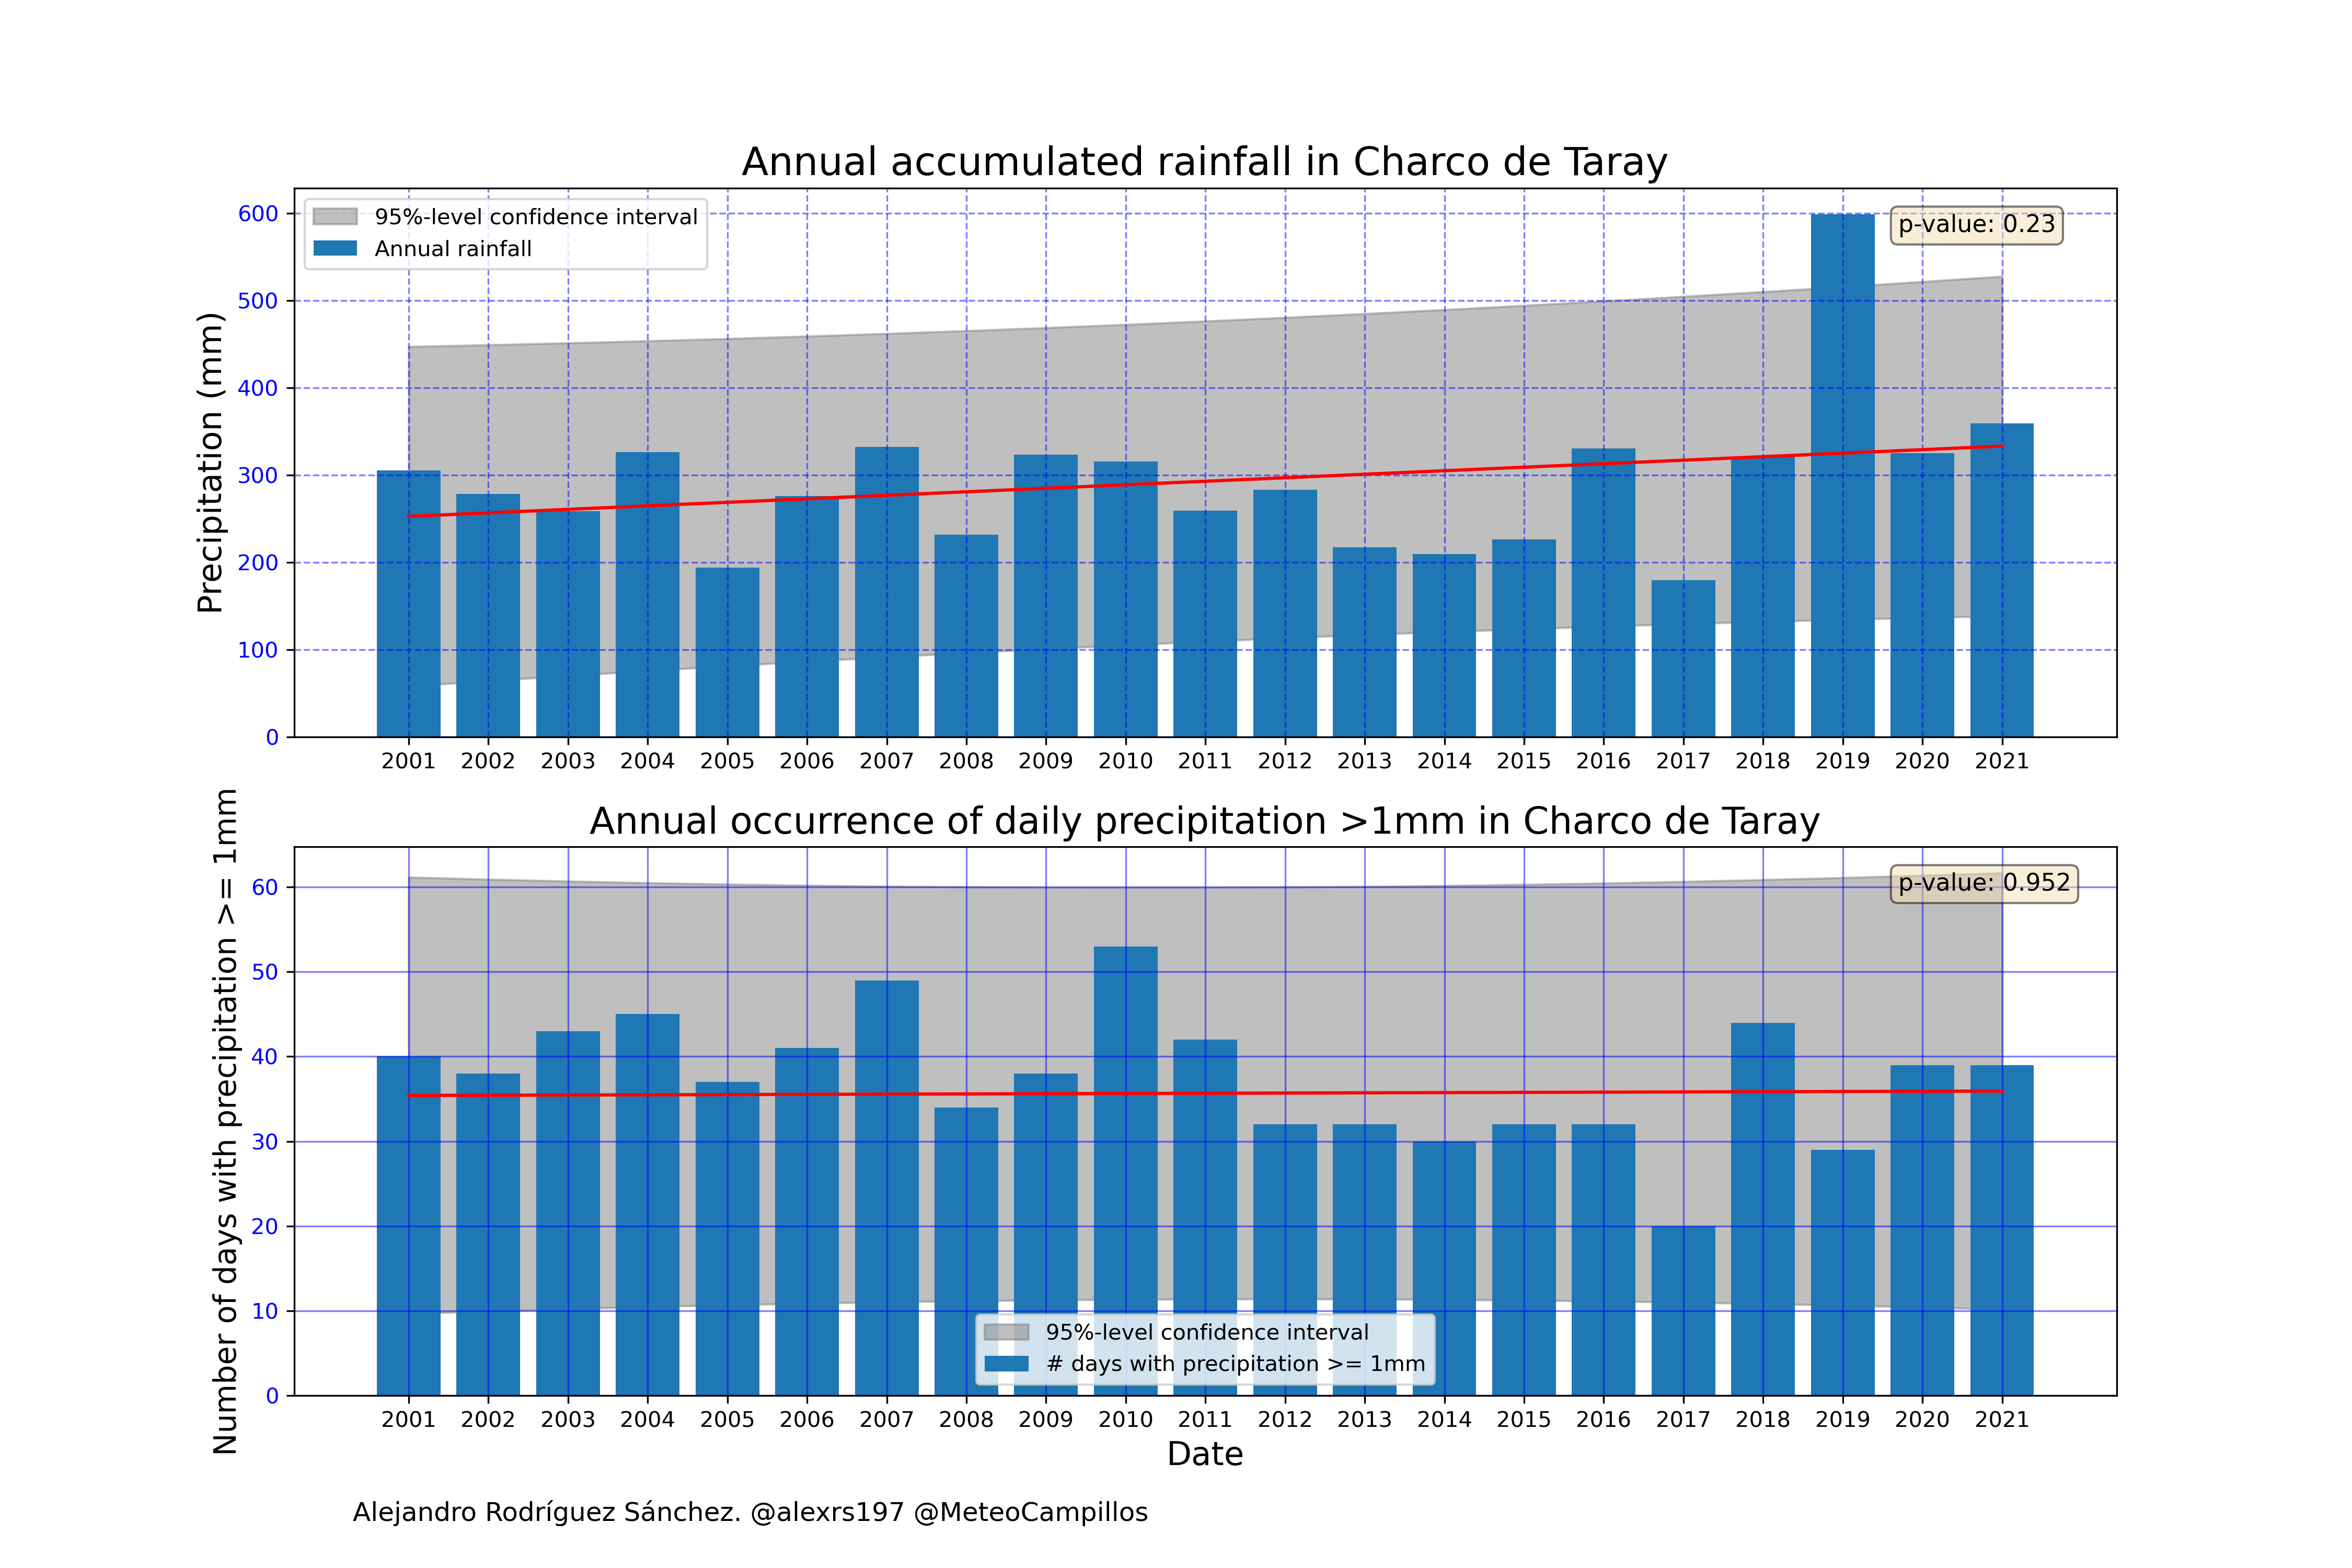 Annual accumulated rainfall in Charco de Taray
95%-level confidence interval
Annual rainfall
p-value: 0.23
Precipitation (mm)
600
500
400
300
200
100
0
2001 2002 2003 2004 2005 2006 2007 2008 2009 2010 2011 2012 2013 2014 2015 2016 2017 2018 2019 2020 2021
Annual occurrence of daily precipitation >1mm in Charco de Taray
p-value: 0.952
Number of days with precipitation >= 1mm
60
50
40
30
20
10
0
95%-level confidence interval
# days with precipitation >= 1mm
2001 2002 2003 2004 2005 2006 2007 2008 2009 2010 2011 2012 2013 2014 2015 2016 2017 2018 2019 2020 2021
Date
Alejandro Rodríguez Sánchez. @alexrs197 @MeteoCampillos